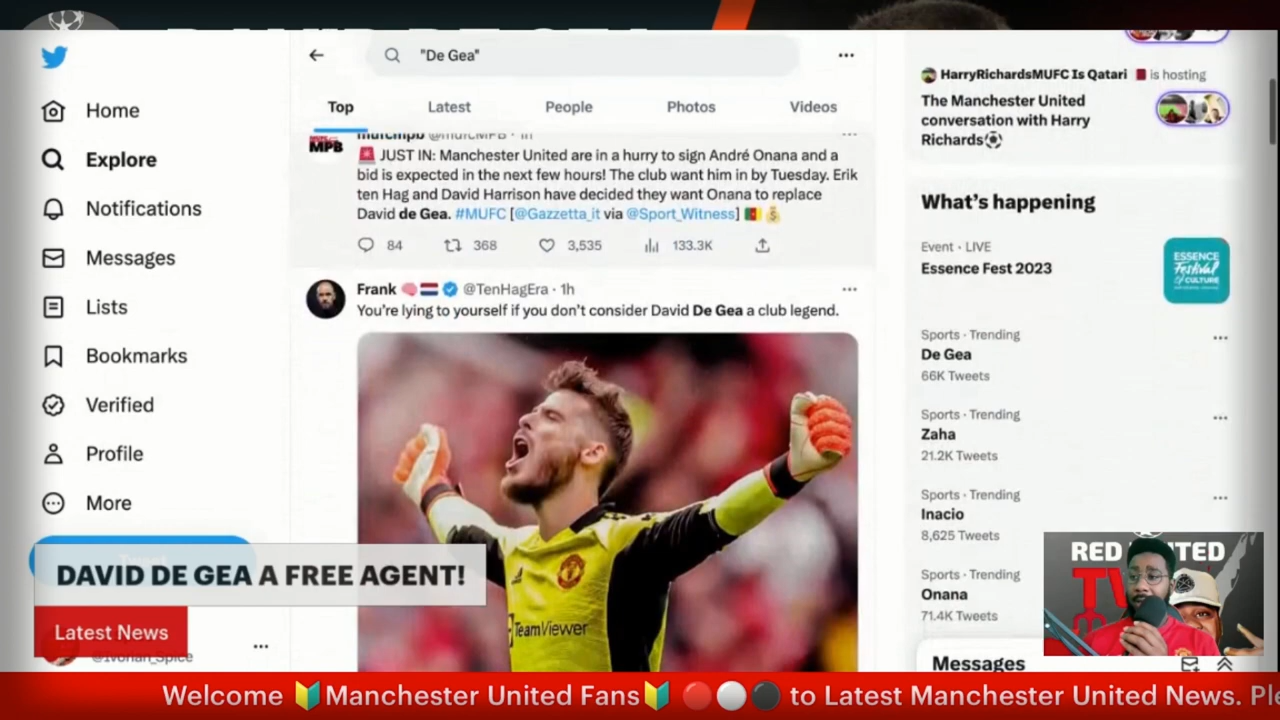 "De Gea"
Home
Explore
Notifications
Messages
Lists
Bookmarks
Verified
Profile
More
Top
Latest
People
Photos
Videos
MPB
mufcmpb @mufcMPB · 1h
🚨 JUST IN: Manchester United are in a hurry to sign André Onana and a
bid is expected in the next few hours! The club want him in by Tuesday. Erik
ten Hag and David Harrison have decided they want Onana to replace
David de Gea. #MUFC [@Gazzetta_it via @Sport_Witness] 🇨🇲💰
84 368 3,535 133.3K
Frank 🧠🇳🇱 @TenHagEra · 1h
You're lying to yourself if you don't consider David De Gea a club legend.
TeamViewer
HarryRichardsMUFC Is Qatari 🇶🇦 is hosting
The Manchester United
conversation with Harry
Richards⚽
What's happening
Event · LIVE
Essence Fest 2023
ESSENCE
Festival
OF CULTURE
Sports · Trending
De Gea
66K Tweets
Sports · Trending
Zaha
21.2K Tweets
Sports · Trending
Inacio
8,625 Tweets
Sports · Trending
Onana
71.4K Tweets
Messages
DAVID DE GEA A FREE AGENT!
Latest News
@Ivorian_Spice
RED UNITED
TV
Welcome 🔰Manchester United Fans🔰 🔴⚪⚫ to Latest Manchester United News. Ple